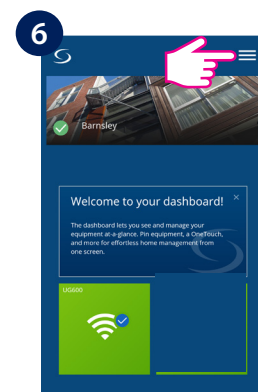 6
Barnsley
Welcome to your dashboard!
The dashboard lets you see and manage your
equipment at-a-glance. Pin equipment, a OneTouch,
and more for effortless home management from
one screen.
UG600